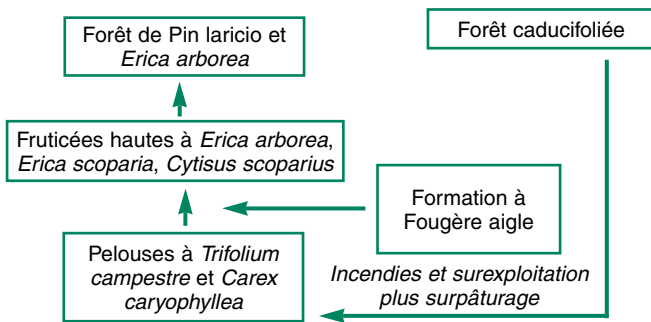 Forêt de Pin laricio et
Erica arborea
Forêt caducifoliée
Fruticées hautes à Erica arborea,
Erica scoparia, Cytisus scoparius
Formation à
Fougère aigle
Pelouses à Trifolium
campestre et Carex
caryophyllea
Incendies et surexploitation
plus surpâturage